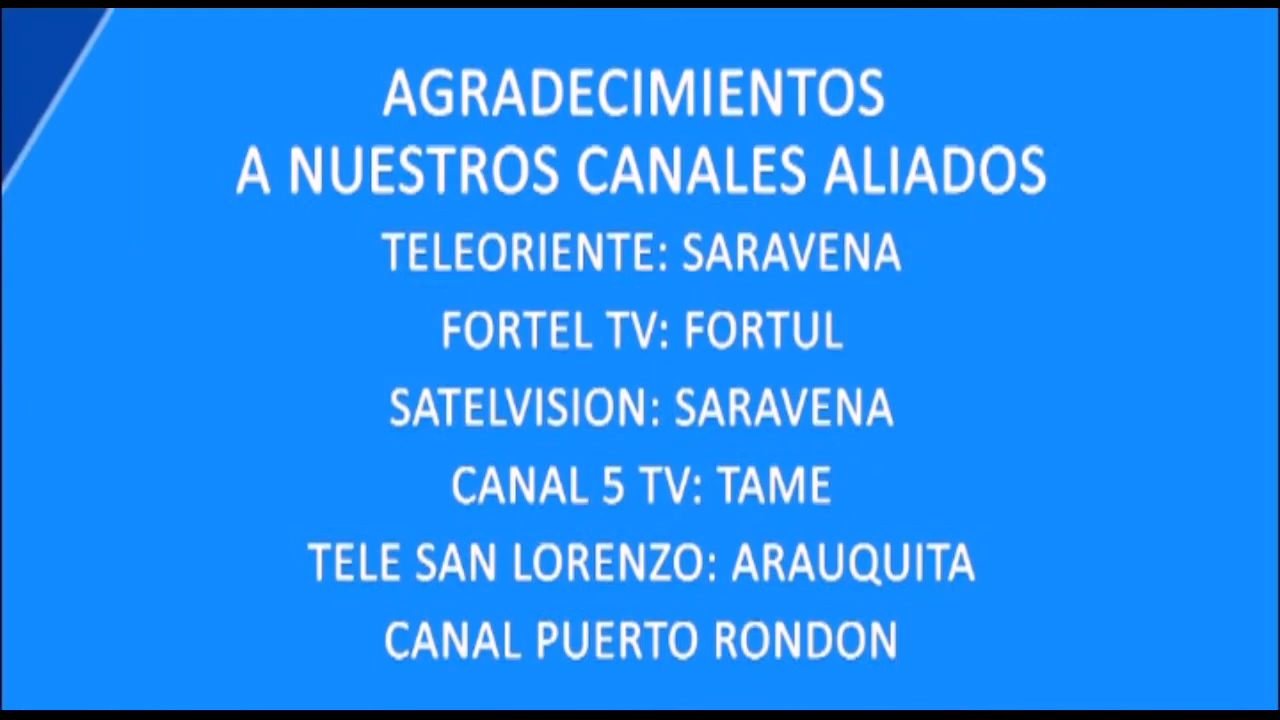 AGRADECIMIENTOS
A NUESTROS CANALES ALIADOS
TELEORIENTE: SARAVENA
FORTEL TV: FORTUL
SATELVISION: SARAVENA
CANAL 5 TV: TAME
TELE SAN LORENZO: ARAUQUITA
CANAL PUERTO RONDON